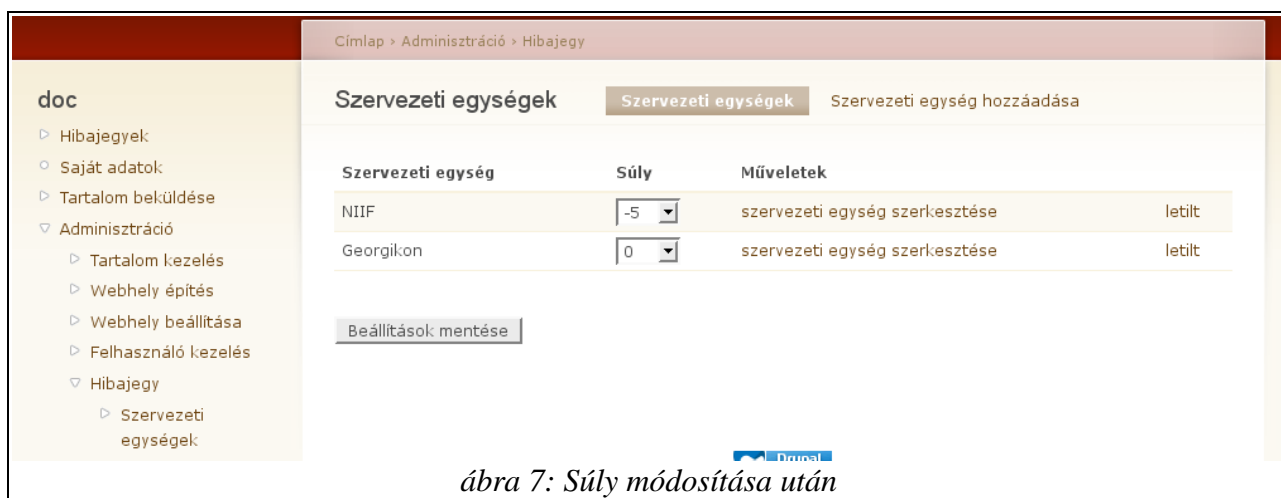 Címlap › Adminisztráció › Hibajegy
doc
Hibajegyek
Saját adatok
Tartalom beküldése
Adminisztráció
Tartalom kezelés
Webhely építés
Webhely beállítása
Felhasználó kezelés
Hibajegy
Szervezeti
egységek
Szervezeti egységek Szervezeti egységek Szervezeti egység hozzáadása
Szervezeti egység Súly Műveletek
NIIF -5 szervezeti egység szerkesztése letilt
Georgikon 0 szervezeti egység szerkesztése letilt
Beállítások mentése
Drupal
ábra 7: Súly módosítása után